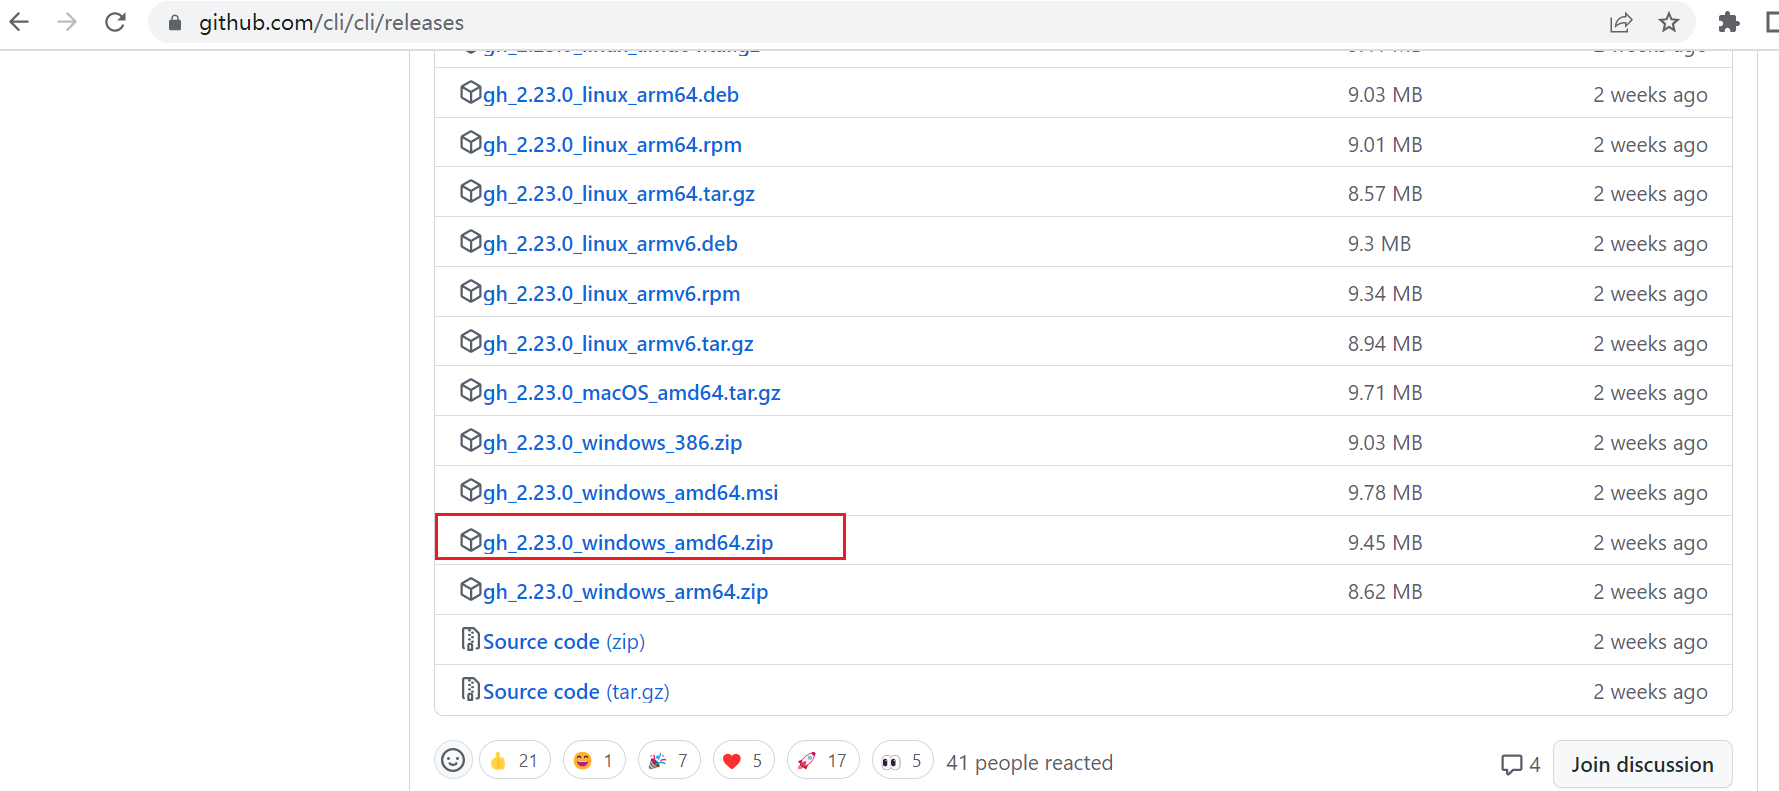 github.com/cli/cli/releases
gh_2.23.0_linux_arm64.deb 9.03 MB 2 weeks ago
gh_2.23.0_linux_arm64.rpm 9.01 MB 2 weeks ago
gh_2.23.0_linux_arm64.tar.gz 8.57 MB 2 weeks ago
gh_2.23.0_linux_armv6.deb 9.3 MB 2 weeks ago
gh_2.23.0_linux_armv6.rpm 9.34 MB 2 weeks ago
gh_2.23.0_linux_armv6.tar.gz 8.94 MB 2 weeks ago
gh_2.23.0_macOS_amd64.tar.gz 9.71 MB 2 weeks ago
gh_2.23.0_windows_386.zip 9.03 MB 2 weeks ago
gh_2.23.0_windows_amd64.msi 9.78 MB 2 weeks ago
gh_2.23.0_windows_amd64.zip 9.45 MB 2 weeks ago
gh_2.23.0_windows_arm64.zip 8.62 MB 2 weeks ago
Source code (zip) 2 weeks ago
Source code (tar.gz) 2 weeks ago
21 1 7 5 17 5 41 people reacted 4 Join discussion